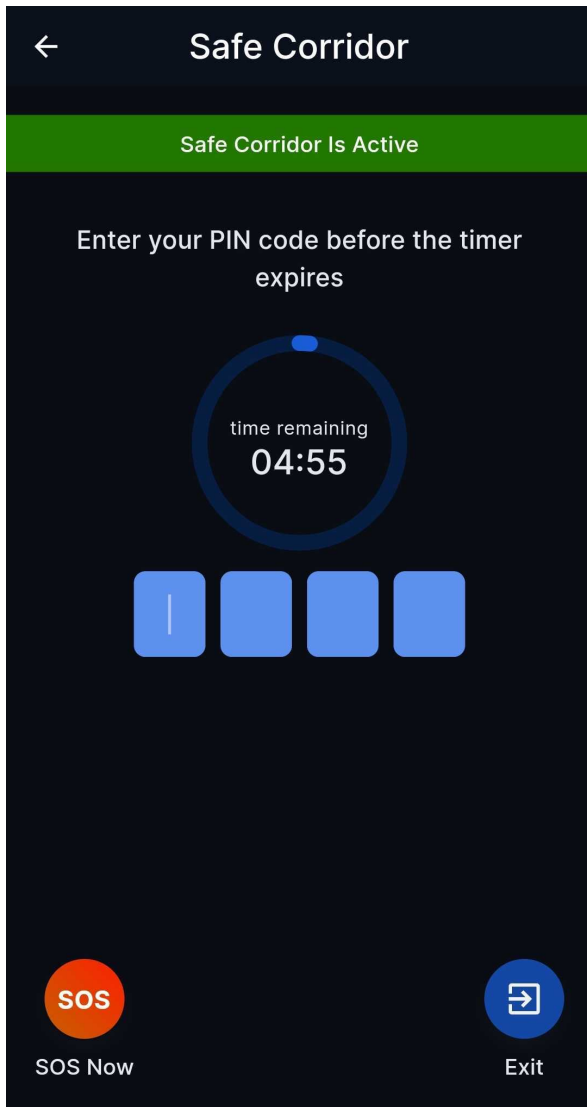 Safe Corridor
Safe Corridor Is Active
Enter your PIN code before the timer
expires
time remaining
04:55
SOS
SOS Now
Exit